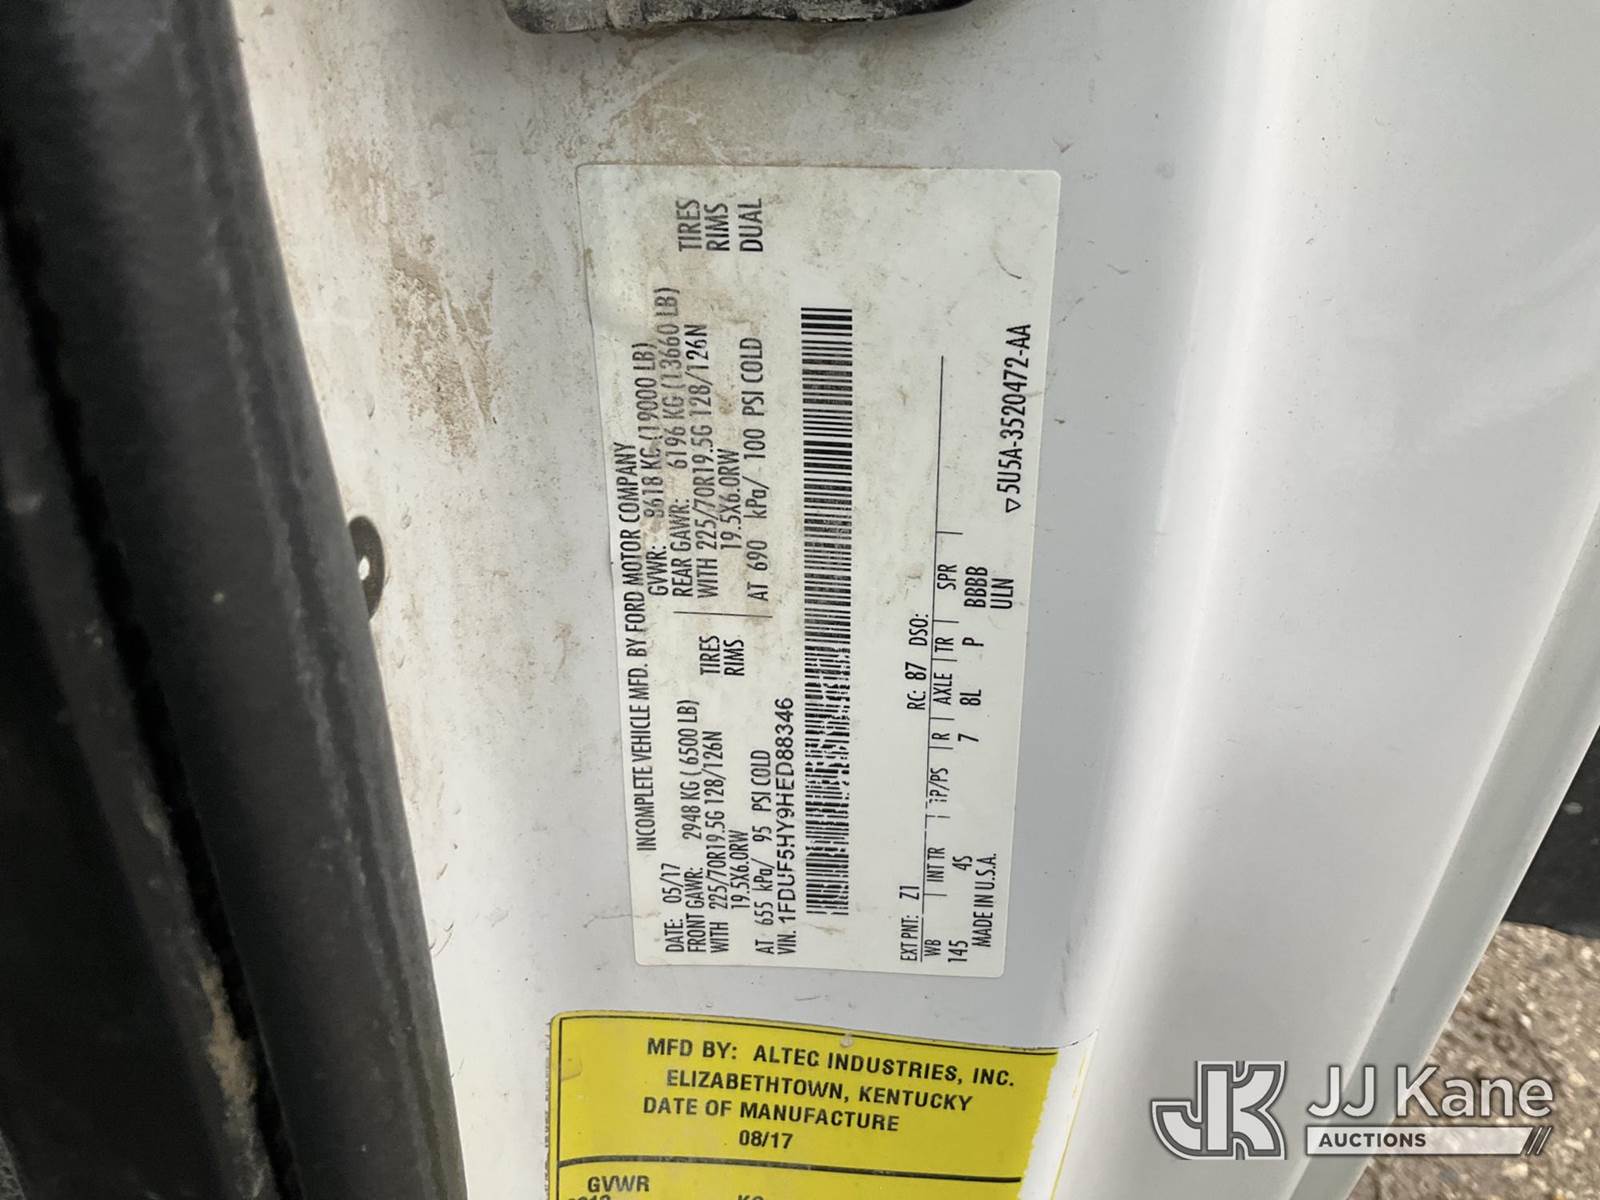 INCOMPLETE VEHICLE MFD. BY FORD MOTOR COMPANY
DATE: 05/17 GVWR: 8618 KG (19000 LB)
FRONT GAWR: 2948 KG (6500 LB) REAR GAWR: 6196 KG (13660 LB)
WITH 225/70R19.5G 128/126N TIRES WITH 225/70R19.5G 128/126N TIRES
19.5X6.0RW RIMS 19.5X6.0RW RIMS
AT 655 kPa/ 95 PSI COLD AT 690 kPa/ 100 PSI COLD DUAL
VIN: 1FDUF5HY9HED88346
EXT PNT: Z1 RC: 87 DSO:
WB INT TR TP/PS R AXLE TR SPR
145 4S 7 8L P BBBB
MADE IN U.S.A. ULN
▽5U5A-3520472-AA
MFD BY: ALTEC INDUSTRIES, INC.
ELIZABETHTOWN, KENTUCKY
DATE OF MANUFACTURE
08/17
GVWR
KG
JJ Kane
AUCTIONS